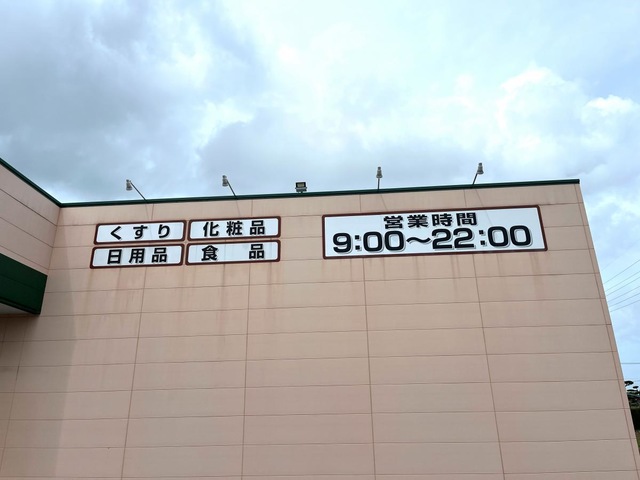 くすり
化粧品
日用品
食品
営業時間
9:00～22:00